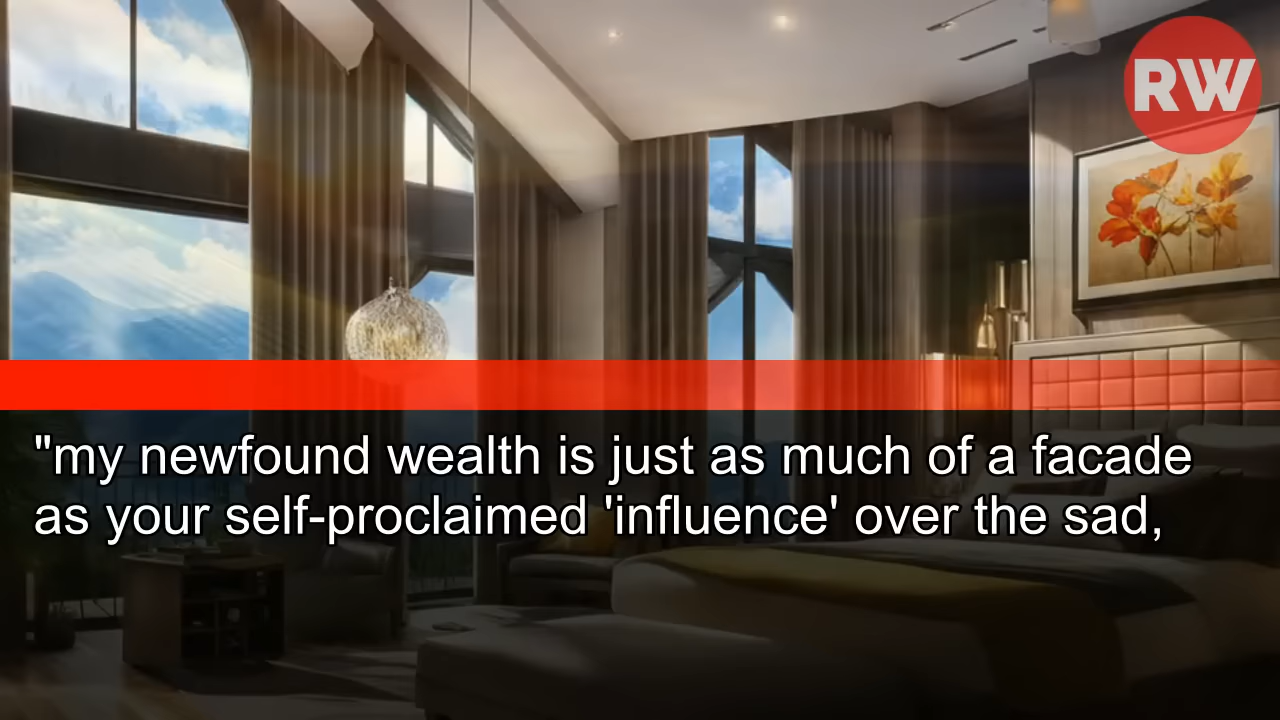 RW
"my newfound wealth is just as much of a facade
as your self-proclaimed 'influence' over the sad,